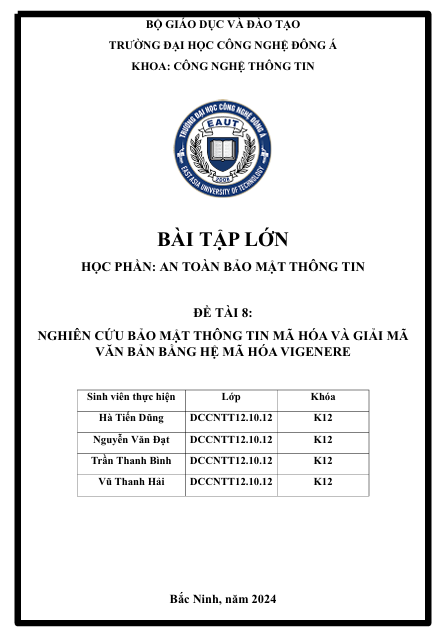 BỘ GIÁO DỤC VÀ ĐÀO TẠO
TRƯỜNG ĐẠI HỌC CÔNG NGHỆ ĐÔNG Á
KHOA: CÔNG NGHỆ THÔNG TIN
TRƯỜNG ĐẠI HỌC CÔNG NGHỆ ĐÔNG Á
EAUT
2008
EAST ASIA UNIVERSITY OF TECHNOLOGY
BÀI TẬP LỚN
HỌC PHẦN: AN TOÀN BẢO MẬT THÔNG TIN
ĐỀ TÀI 8:
NGHIÊN CỨU BẢO MẬT THÔNG TIN MÃ HÓA VÀ GIẢI MÃ
VĂN BẢN BẰNG HỆ MÃ HÓA VIGENERE
Sinh viên thực hiện Lớp Khóa
Hà Tiến Dũng DCCNTT12.10.12 K12
Nguyễn Văn Đạt DCCNTT12.10.12 K12
Trần Thanh Bình DCCNTT12.10.12 K12
Vũ Thanh Hải DCCNTT12.10.12 K12
Bắc Ninh, năm 2024